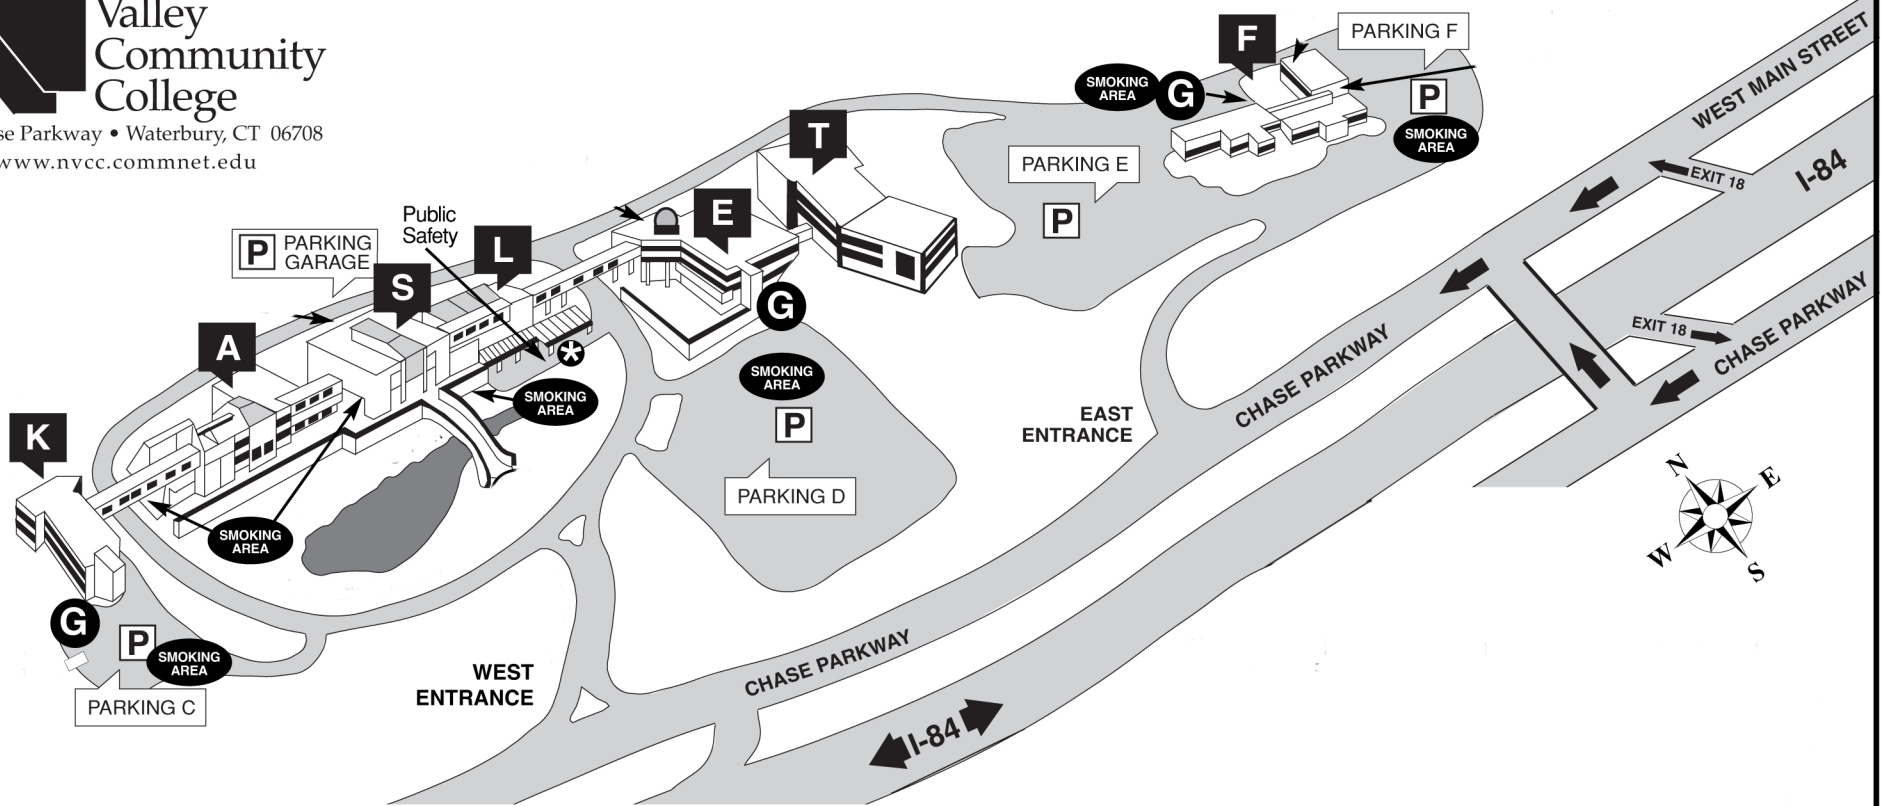 Valley
Community
College
se Parkway • Waterbury, CT 06708
www.nvcc.commnet.edu
F
PARKING F
SMOKING
AREA
G
P
SMOKING
AREA
WEST MAIN STREET
T
PARKING E
P
EXIT 18
I-84
Public
Safety
E
P PARKING
GARAGE
L
S
G
A
*
SMOKING
AREA
SMOKING
AREA
P
PARKING D
EAST
ENTRANCE
CHASE PARKWAY
EXIT 18
CHASE PARKWAY
K
SMOKING
AREA
N
E
W
S
G
P
SMOKING
AREA
PARKING C
WEST
ENTRANCE
CHASE PARKWAY
I-84